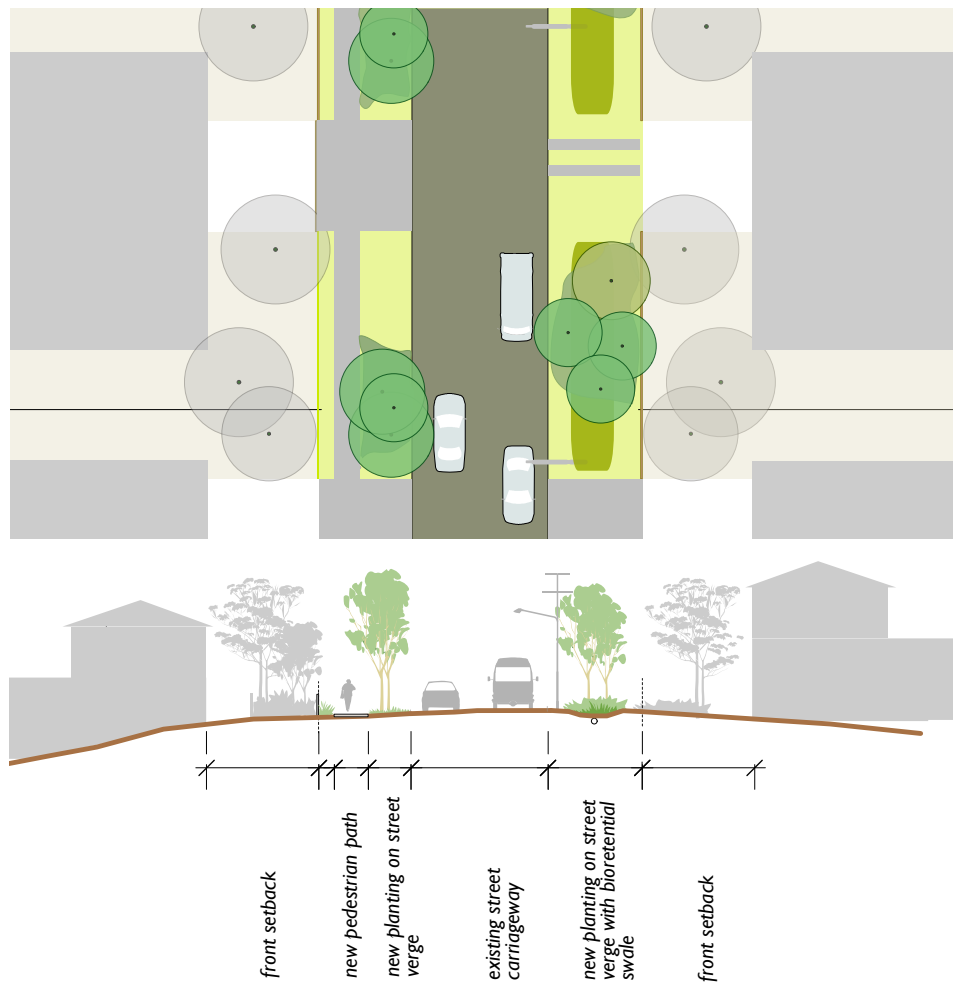 front setback
new pedestrian path
new planting on street
verge
existing street
carriageway
new planting on street
verge with bioretential
swale
front setback